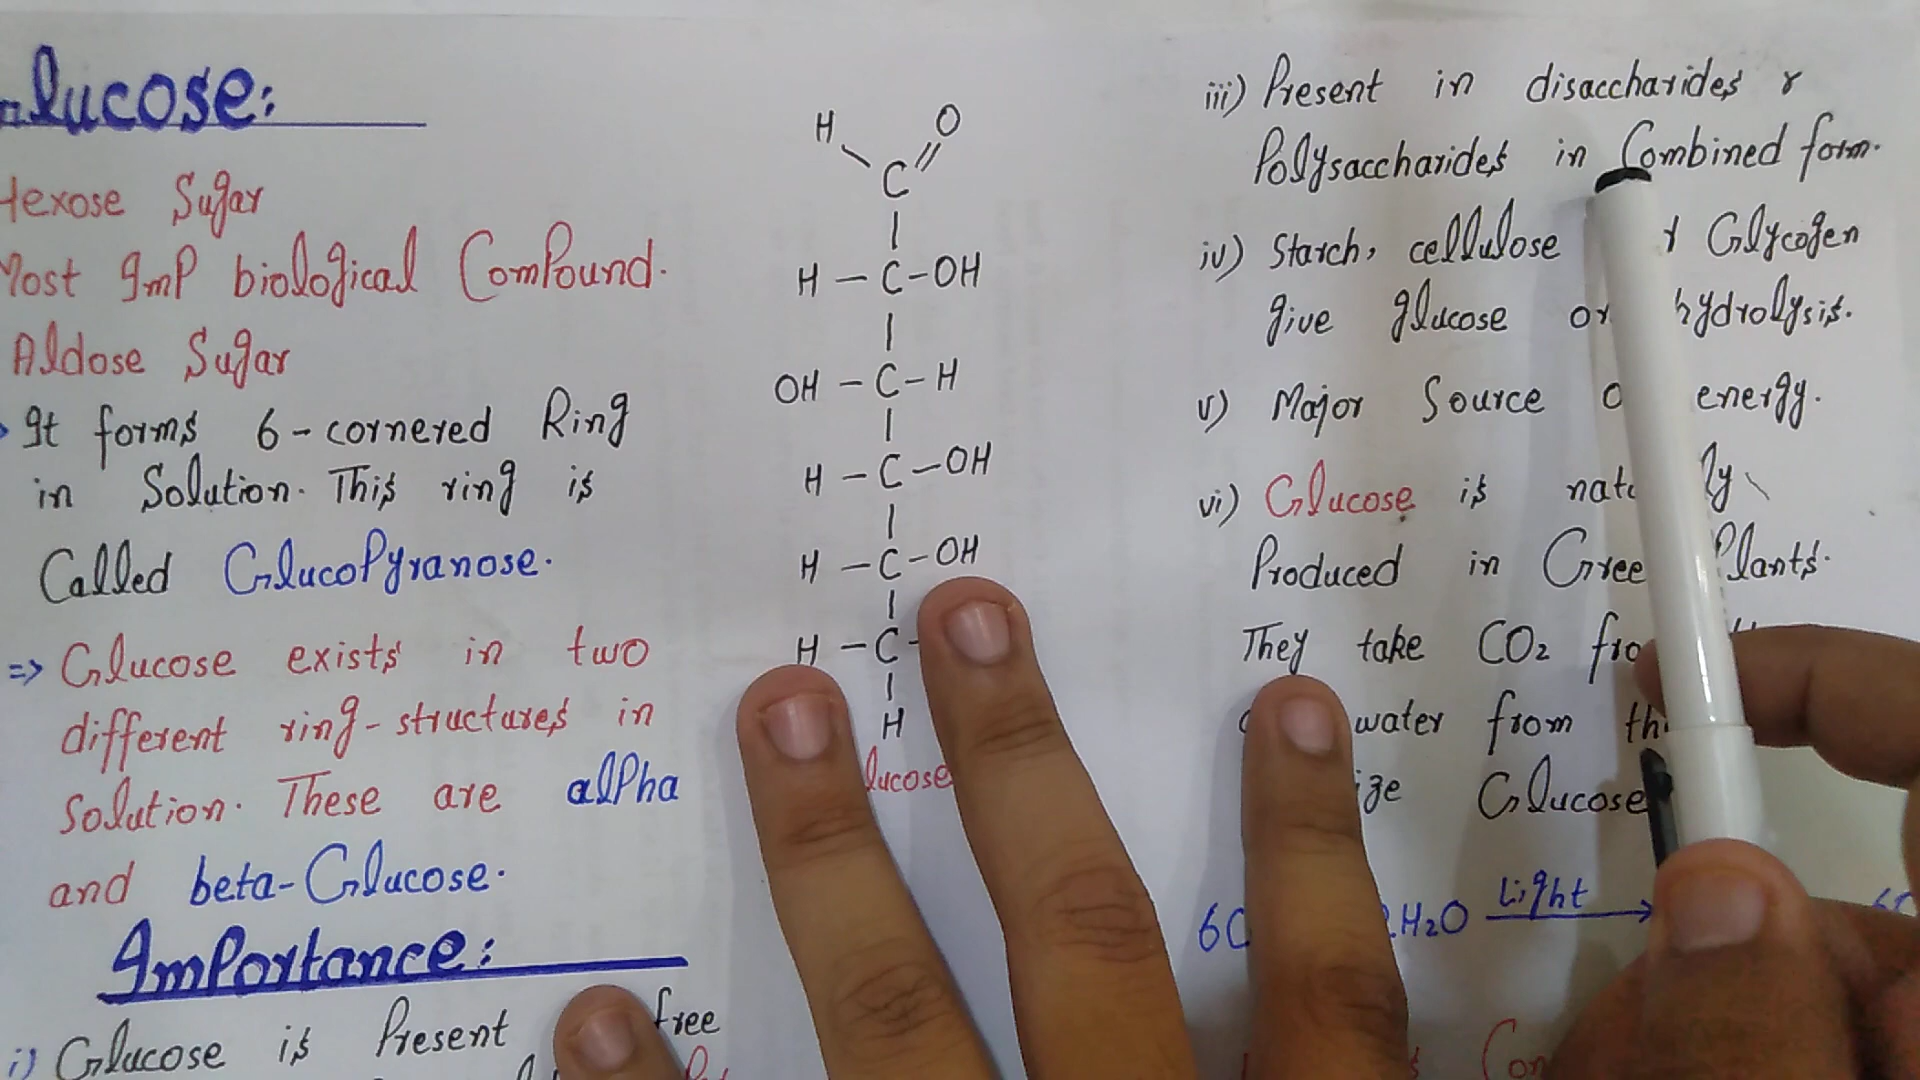 lucose:
Hexose Sugar
Most Imp biological Compound.
Aldose Sugar
It forms 6-cornered Ring
in Solution. This ring is
Called Glucopyranose.
=> Glucose exists in two
different ring-structures in
Solution. These are alpha
and beta-Glucose.
Importance:
i) Glucose is Present free
H O
C
H - C - OH
OH - C - H
H - C - OH
H - C - OH
H - C -
H
lucose
iii) Present in disaccharides &
Polysaccharides in Combined form.
iv) Starch, cellulose & Glycogen
give glucose on hydrolysis.
v) Major Source energy.
vi) Glucose is
Produced in Plants.
They take CO2
water from
ize Glucose
6C H2O Light